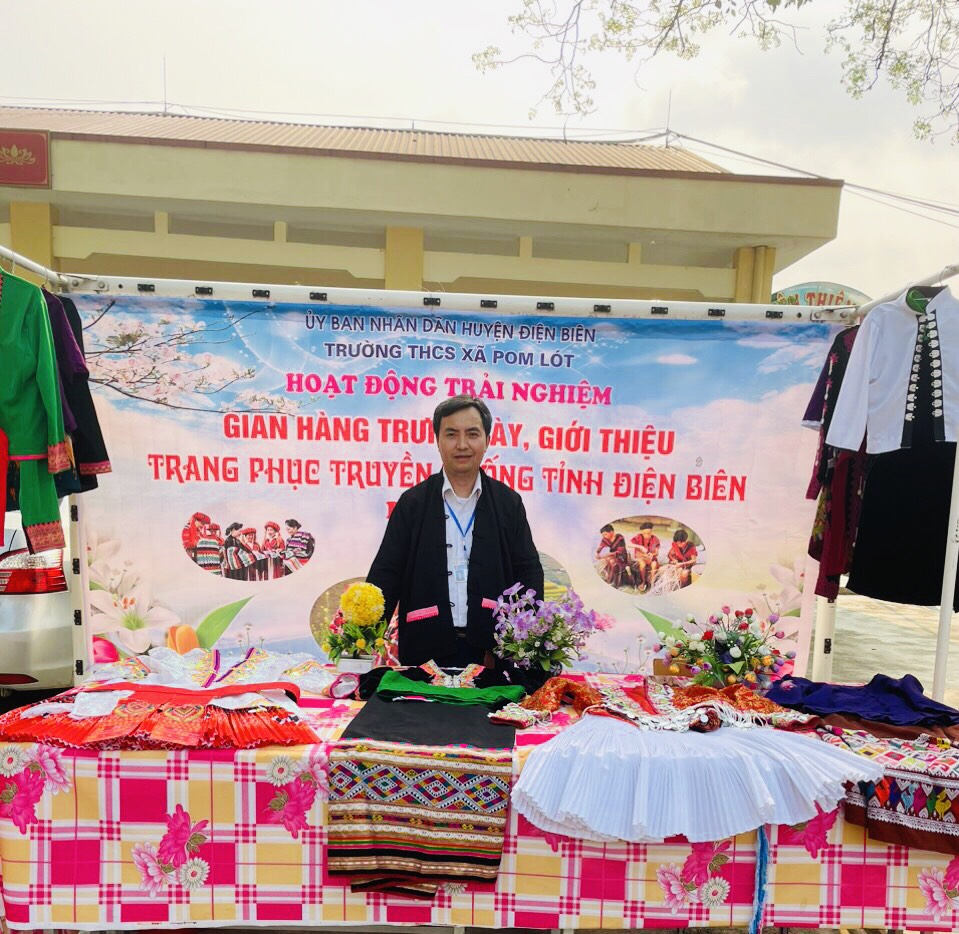 ỦY BAN NHÂN DÂN HUYỆN ĐIỆN BIÊN
TRƯỜNG THCS XÃ POM LÓT
HOẠT ĐỘNG TRẢI NGHIỆM
GIAN HÀNG TRƯ ÀY, GIỚI THIỆU
TRANG PHỤC TRUYỀN ỐNG TỈNH ĐIỆN BIÊN